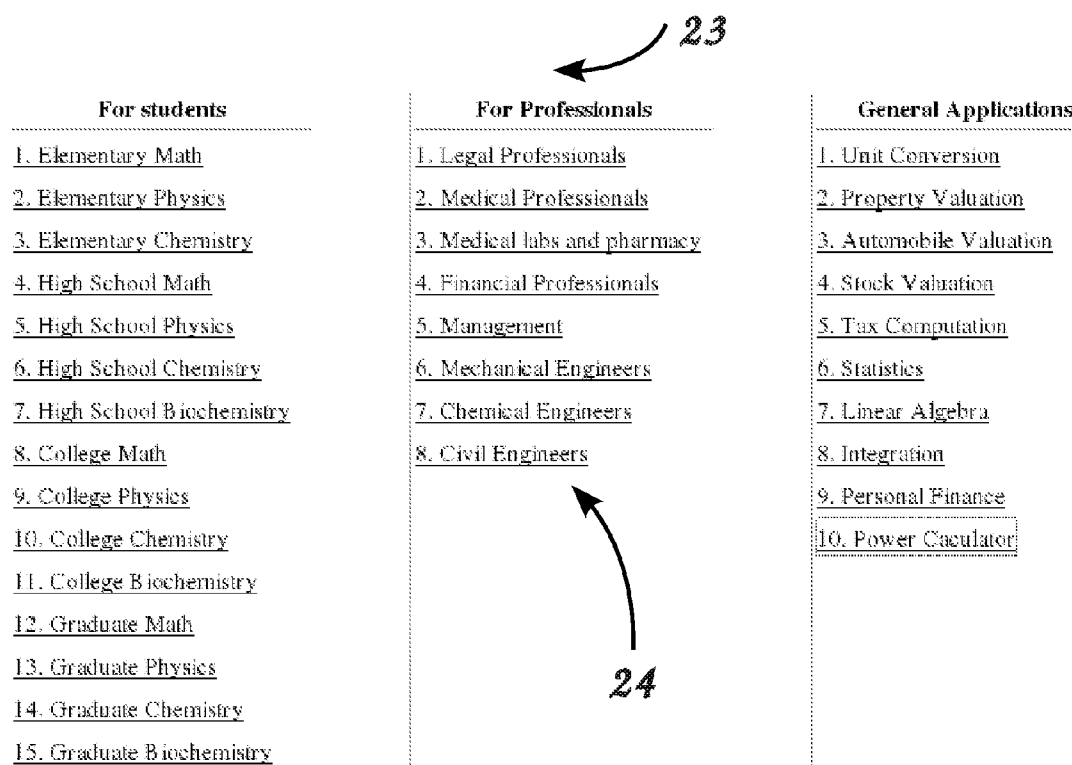 23
For students
1. Elementary Math
2. Elementary Physics
3. Elementary Chemistry
4. High School Math
5. High School Physics
6. High School Chemistry
7. High School Biochemistry
8. College Math
9. College Physics
10. College Chemistry
11. College Biochemistry
12. Graduate Math
13. Graduate Physics
14. Graduate Chemistry
15. Graduate Biochemistry
For Professionals
1. Legal Professionals
2. Medical Professionals
3. Medical labs and pharmacy
4. Financial Professionals
5. Management
6. Mechanical Engineers
7. Chemical Engineers
8. Civil Engineers
24
General Applications
1. Unit Conversion
2. Property Valuation
3. Automobile Valuation
4. Stock Valuation
5. Tax Computation
6. Statistics
7. Linear Algebra
8. Integration
9. Personal Finance
10. Power Caculator